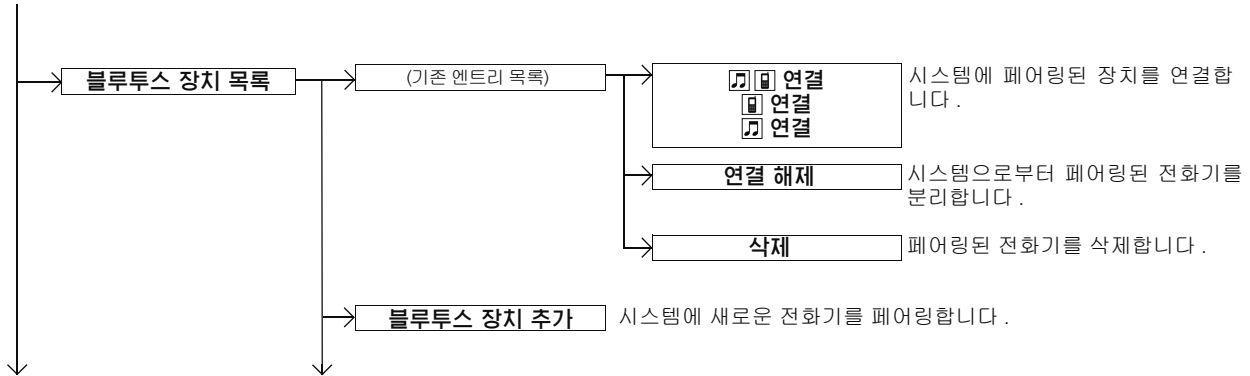 블루투스 장치 목록
(기존 엔트리 목록)
연결
연결
연결
시스템에 페어링된 장치를 연결합
니다 .
연결 해제
시스템으로부터 페어링된 전화기를
분리합니다 .
삭제
페어링된 전화기를 삭제합니다 .
블루투스 장치 추가
시스템에 새로운 전화기를 페어링합니다 .